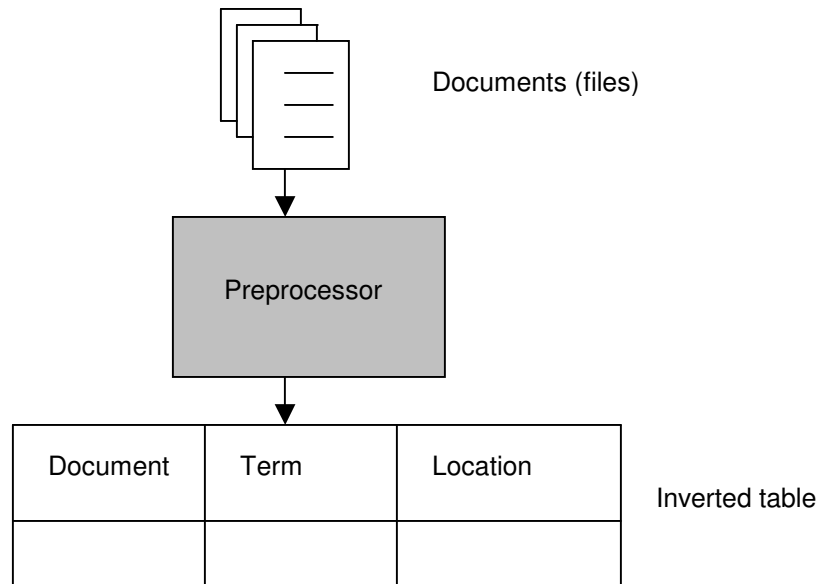 Documents (files)
Preprocessor
Document Term Location
Inverted table